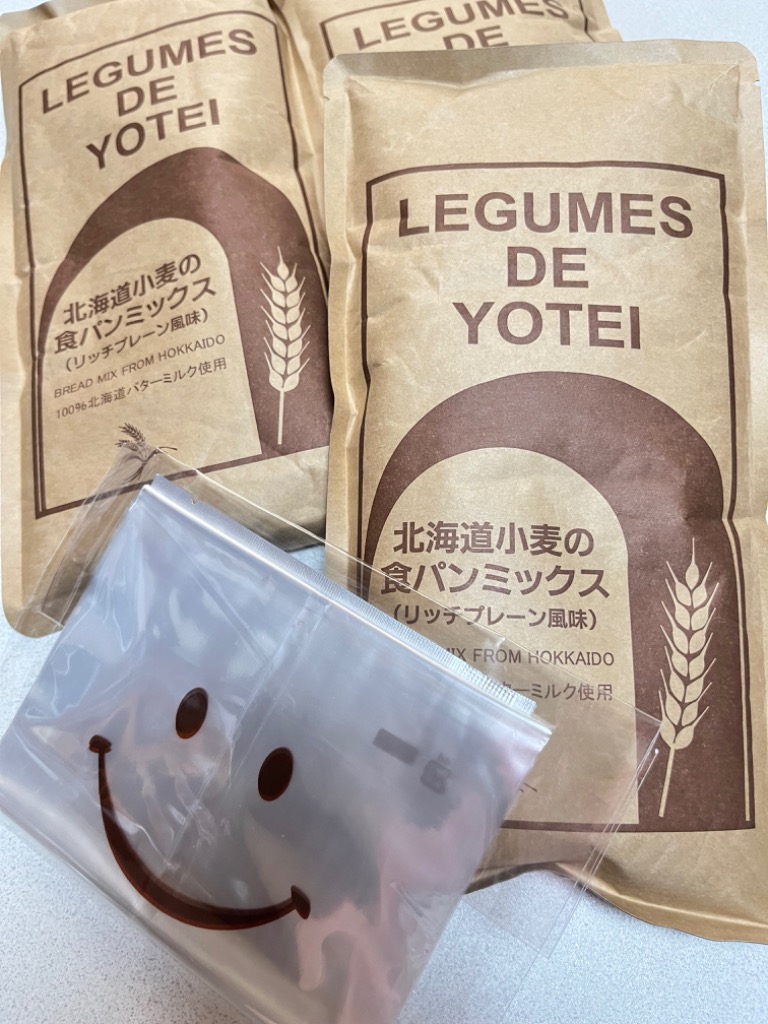 LEGUMES
DE
YOTEI
北海道小麦の
食パンミックス
(リッチプレーン風味)
BREAD MIX FROM HOKKAIDO
100%北海道バターミルク使用
LEGUMES
DE
LEGUMES
DE
YOTEI
北海道小麦の
食パンミックス
(リッチプレーン風味)
MIX FROM HOKKAIDO
ターミルク使用